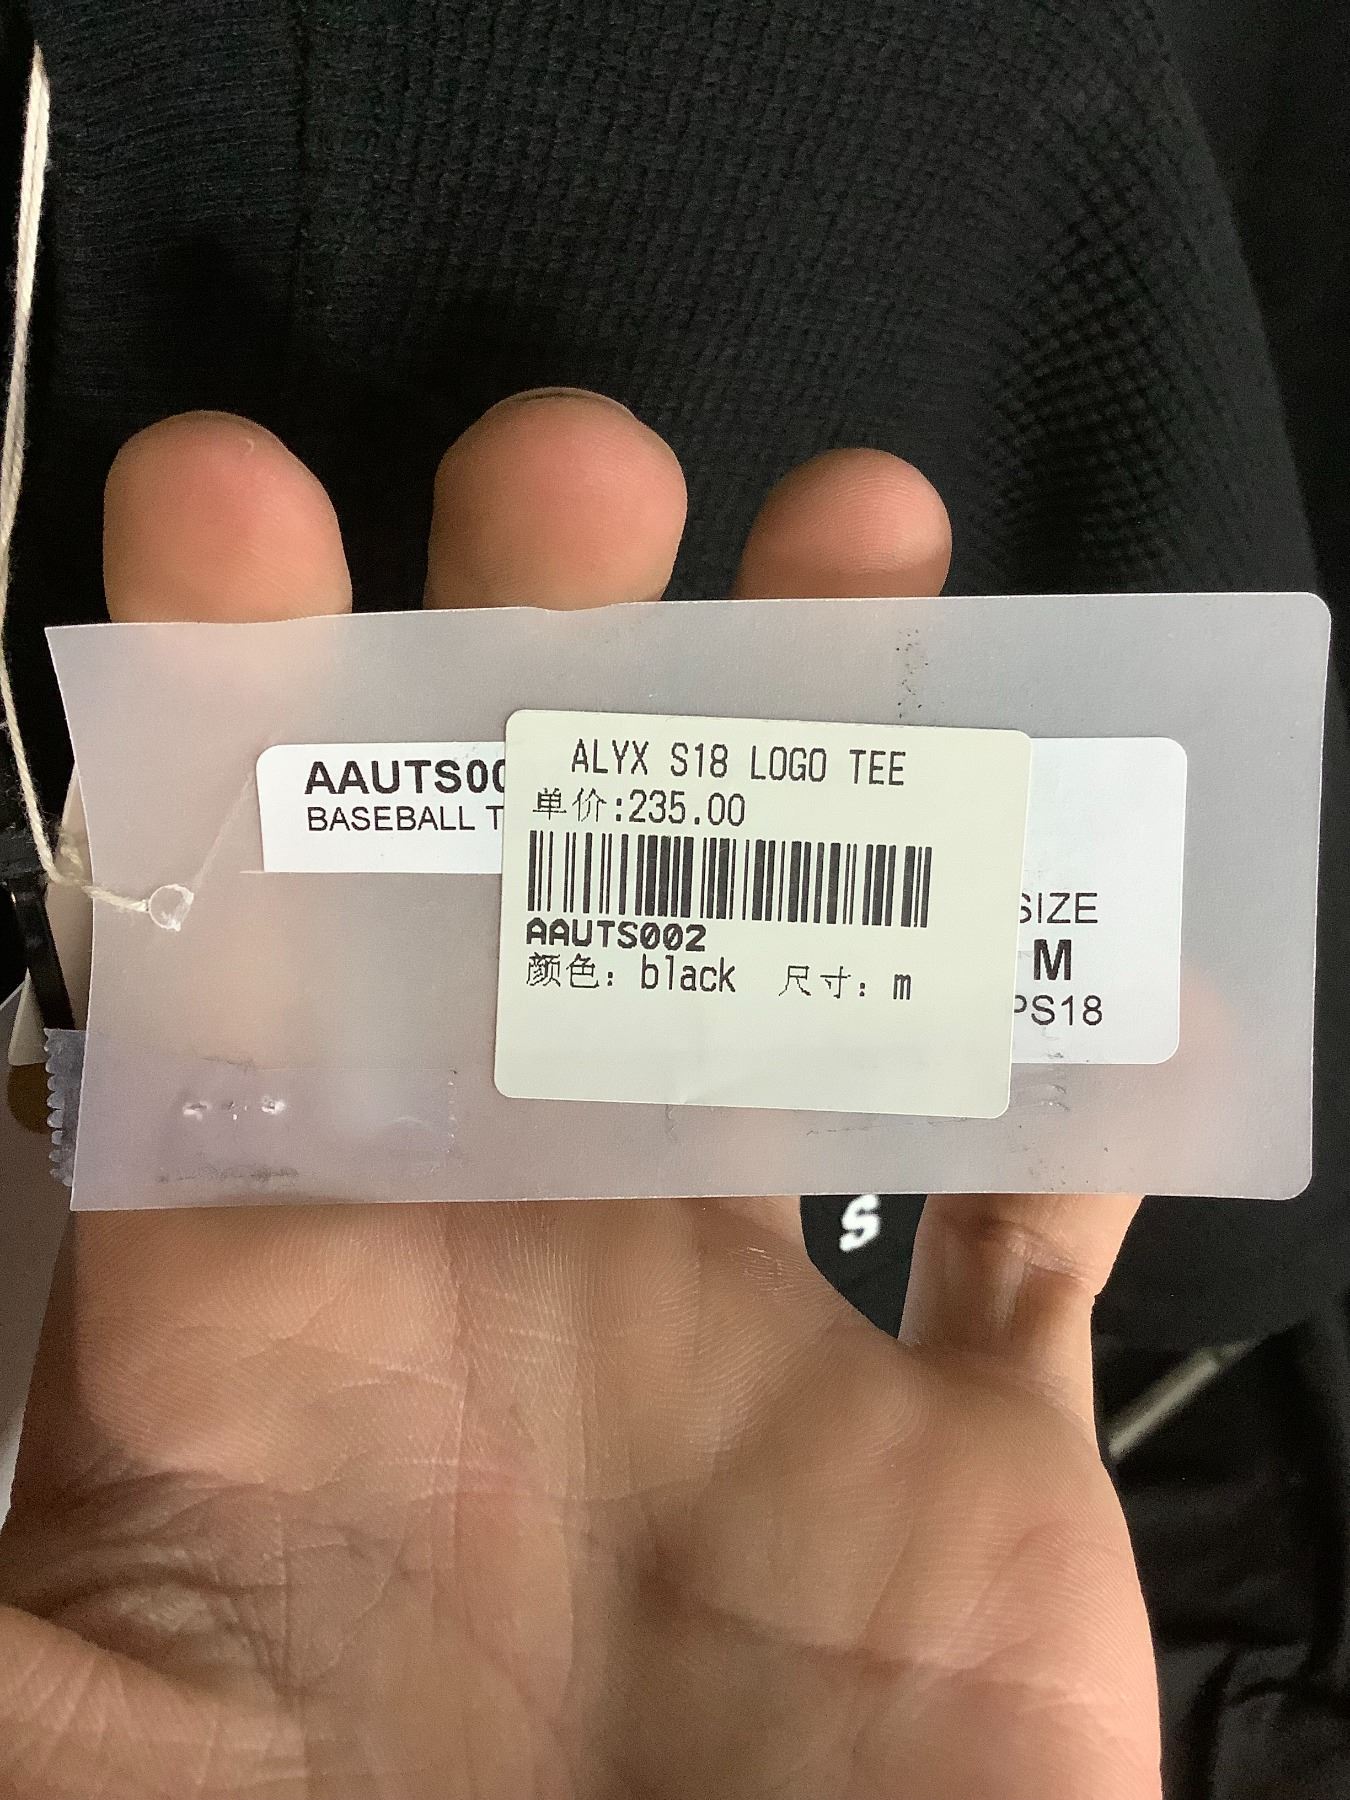 AAUTS00
BASEBALL T
ALYX S18 LOGO TEE
单价:235.00
AAUTS002
颜色: black 尺寸: m
SIZE
M
PS18
S